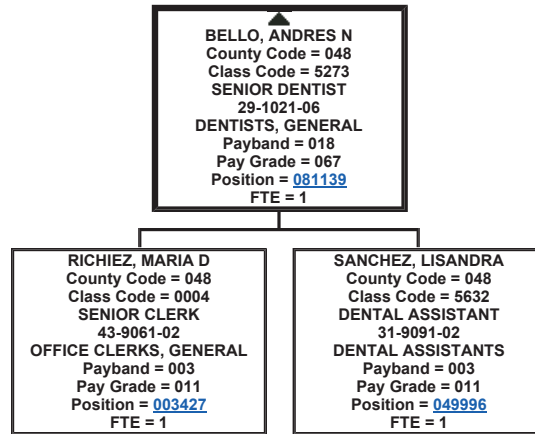 BELLO, ANDRES N
County Code = 048
Class Code = 5273
SENIOR DENTIST
29-1021-06
DENTISTS, GENERAL
Payband = 018
Pay Grade = 067
Position = 081139
FTE = 1
RICHIEZ, MARIA D
County Code = 048
Class Code = 0004
SENIOR CLERK
43-9061-02
OFFICE CLERKS, GENERAL
Payband = 003
Pay Grade = 011
Position = 003427
FTE = 1
SANCHEZ, LISANDRA
County Code = 048
Class Code = 5632
DENTAL ASSISTANT
31-9091-02
DENTAL ASSISTANTS
Payband = 003
Pay Grade = 011
Position = 049996
FTE = 1